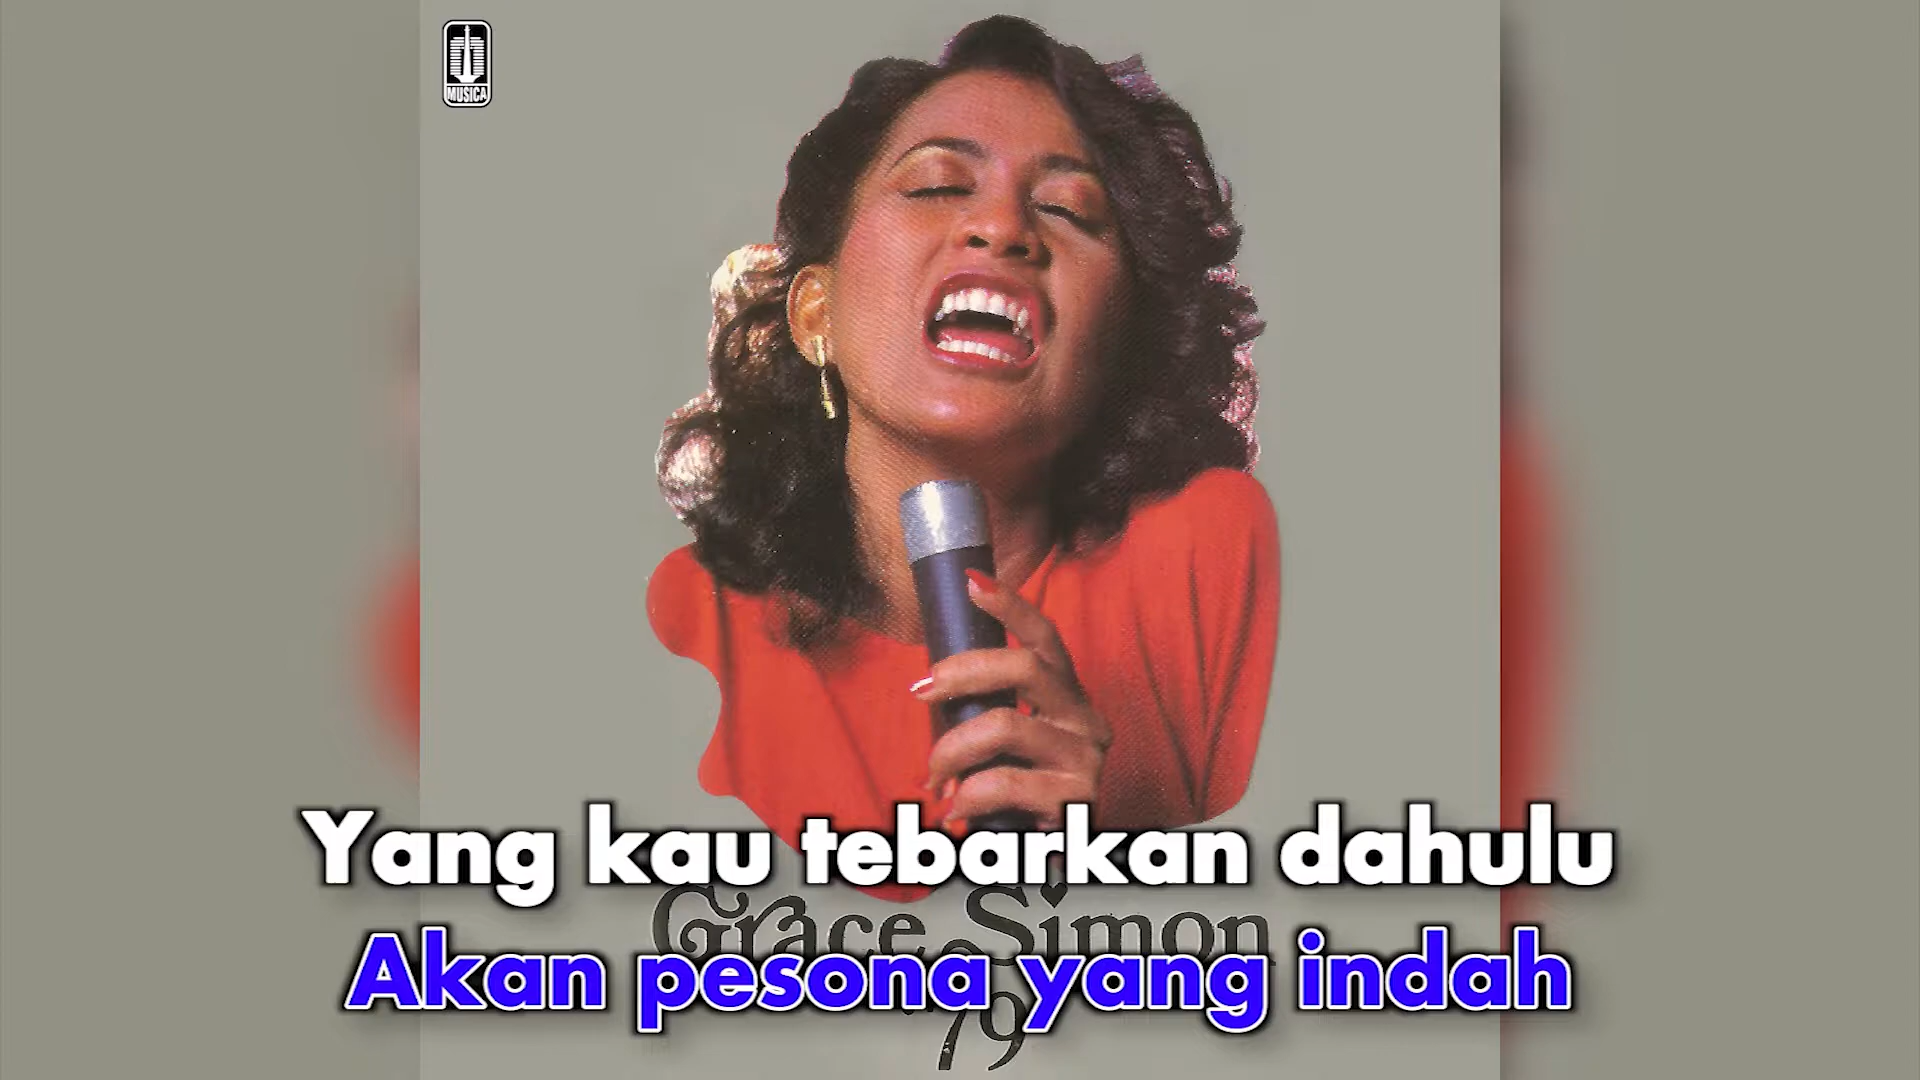 MUSICA
Yang kau tebarkan dahulu
Grace Simon
Akan pesona yang indah
'79